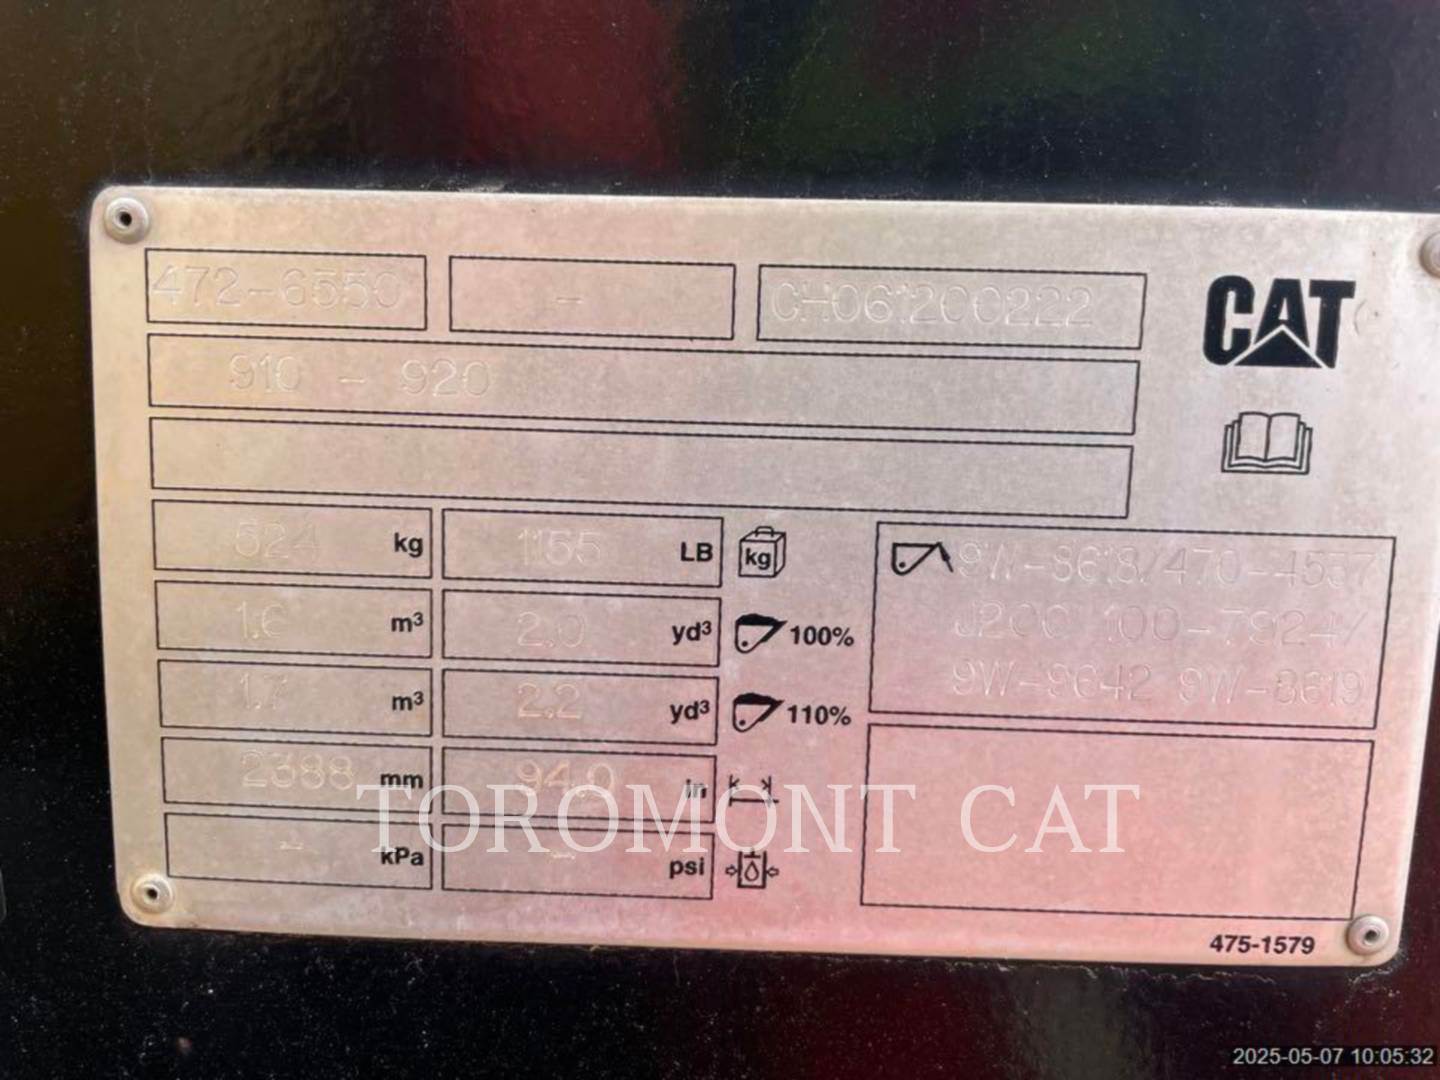 472-6550 - CH061200222
CAT
910 - 920
524 kg 1155 LB kg
9W-8618/470-4537
1.6 m³ 2.0 yd³ 100%
J200 100-7924/
1.7 m³ 2.2 yd³ 110%
9W-9642 9W-8619
2388 mm 94.0 in
TOROMONT CAT
- kPa - psi
475-1579
2025-05-07 10:05:32